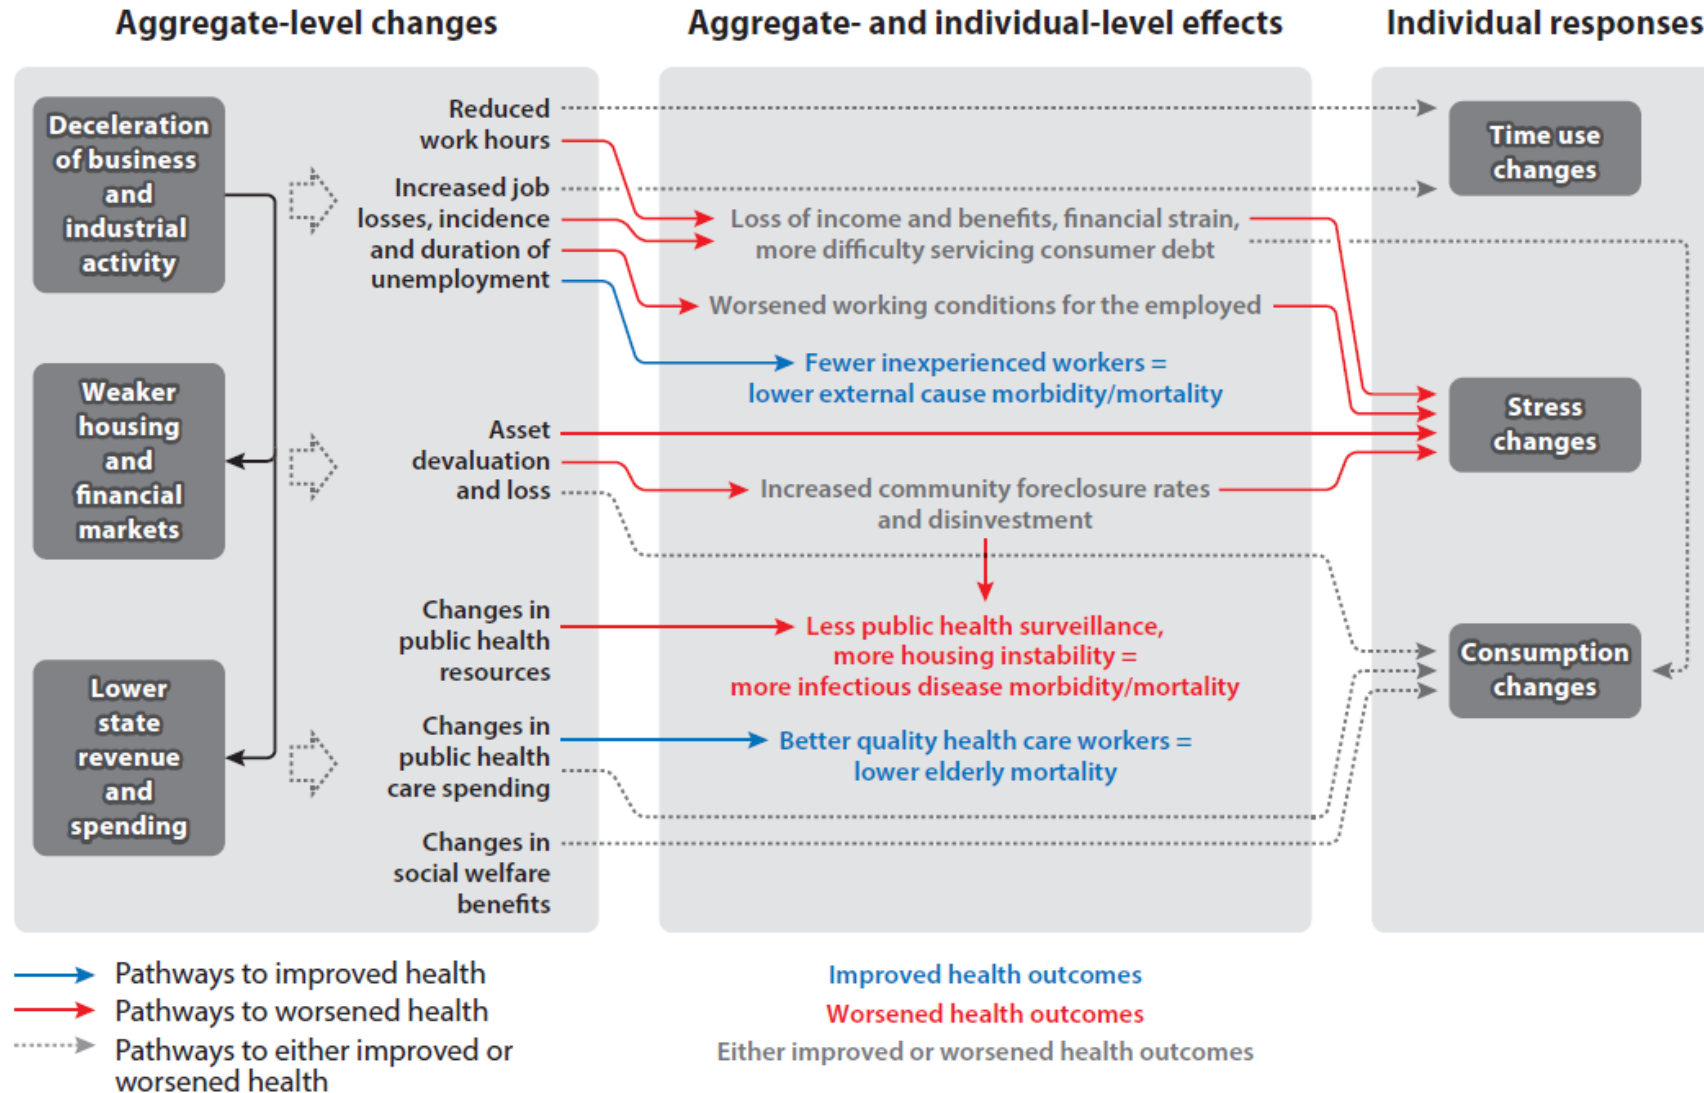 Aggregate-level changes
Aggregate- and individual-level effects
Individual responses
Deceleration
of business
and
industrial
activity
Weaker
housing
and
financial
markets
Lower
state
revenue
and
spending
Reduced
work hours
Increased job
losses, incidence
and duration of
unemployment
Asset
devaluation
and loss
Changes in
public health
resources
Changes in
public health
care spending
Changes in
social welfare
benefits
Loss of income and benefits, financial strain,
more difficulty servicing consumer debt
Worsened working conditions for the employed
Fewer inexperienced workers =
lower external cause morbidity/mortality
Increased community foreclosure rates
and disinvestment
Less public health surveillance,
more housing instability =
more infectious disease morbidity/mortality
Better quality health care workers =
lower elderly mortality
Time use
changes
Stress
changes
Consumption
changes
Pathways to improved health
Pathways to worsened health
Pathways to either improved or
worsened health
Improved health outcomes
Worsened health outcomes
Either improved or worsened health outcomes